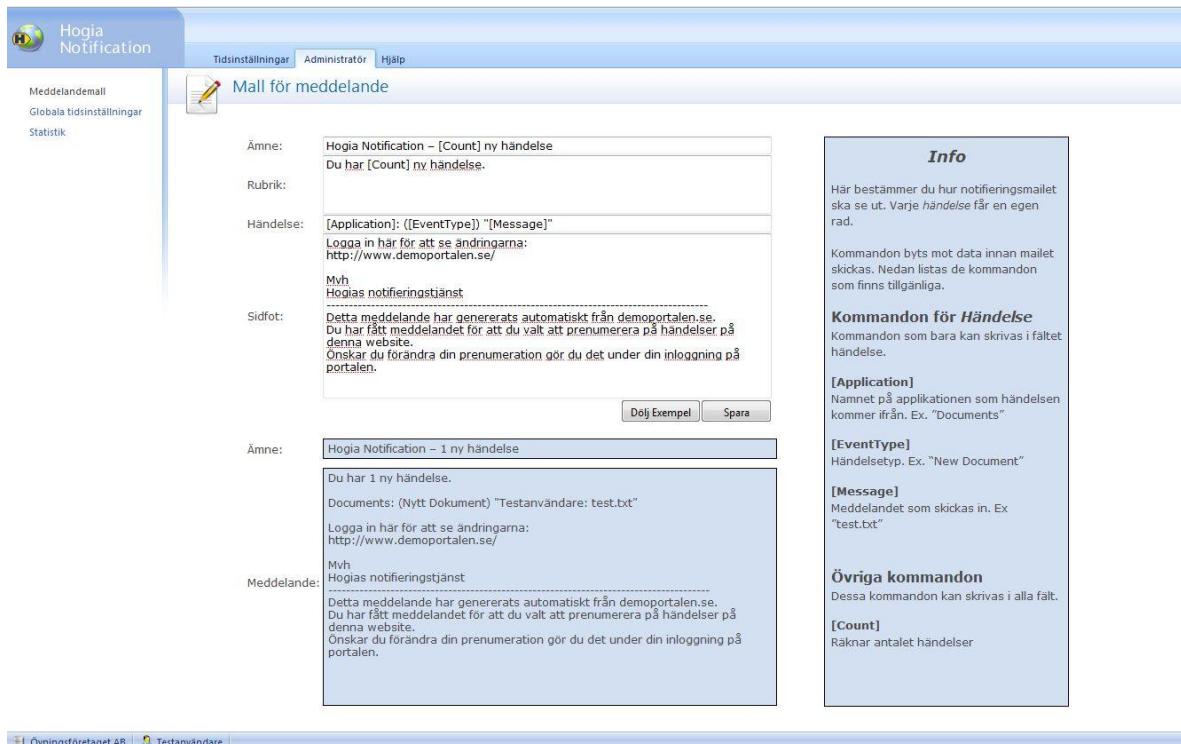 Hogia
Notification
Tidsinställningar
Administratör
Hjälp
Meddelandemall
Globala tidsinställningar
Statistik
Mall för meddelande
Ämne:
Hogia Notification – [Count] ny händelse
Rubrik:
Du har [Count] ny händelse.
Händelse:
[Application]: ([EventType]) "[Message]"
Sidfot:
Logga in här för att se ändringarna:
http://www.demoportalen.se/
Mvh
Hogias notifieringstjänst
--------------------------------------------------------------------------------------
Detta meddelande har genererats automatiskt från demoportalen.se.
Du har fått meddelandet för att du valt att prenumerera på händelser på
denna website.
Önskar du förändra din prenumeration gör du det under din inloggning på
portalen.
Dölj Exempel
Spara
Ämne:
Hogia Notification – 1 ny händelse
Meddelande:
Du har 1 ny händelse.
Documents: (Nytt Dokument) "Testanvändare: test.txt"
Logga in här för att se ändringarna:
http://www.demoportalen.se/
Mvh
Hogias notifieringstjänst
--------------------------------------------------------------------------------------
Detta meddelande har genererats automatiskt från demoportalen.se.
Du har fått meddelandet för att du valt att prenumerera på händelser på
denna website.
Önskar du förändra din prenumeration gör du det under din inloggning på
portalen.
Info
Här bestämmer du hur notifieringsmailet
ska se ut. Varje händelse får en egen
rad.
Kommandon byts mot data innan mailet
skickas. Nedan listas de kommandon
som finns tillgänliga.
Kommandon för Händelse
Kommandon som bara kan skrivas i fältet
händelse.
[Application]
Namnet på applikationen som händelsen
kommer ifrån. Ex. "Documents"
[EventType]
Händelsetyp. Ex. "New Document"
[Message]
Meddelandet som skickas in. Ex
"test.txt"
Övriga kommandon
Dessa kommandon kan skrivas i alla fält.
[Count]
Räknar antalet händelser
Övningsföretaget AB
Testanvändare